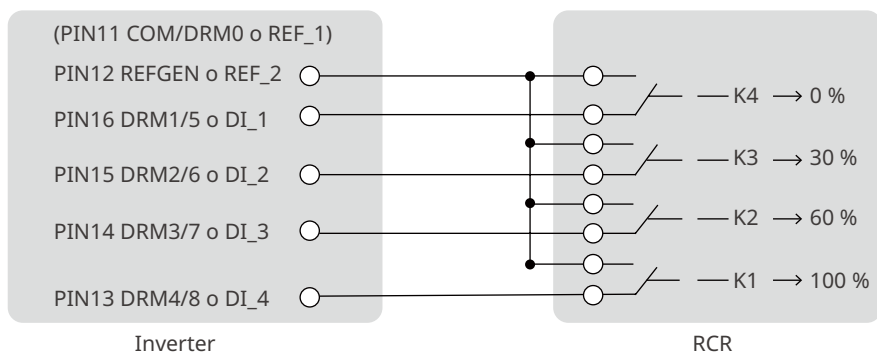 (PIN11 COM/DRM0 o REF_1)
PIN12 REFGEN o REF_2
PIN16 DRM1/5 o DI_1
PIN15 DRM2/6 o DI_2
PIN14 DRM3/7 o DI_3
PIN13 DRM4/8 o DI_4
K4 → 0 %
K3 → 30 %
K2 → 60 %
K1 → 100 %
Inverter
RCR